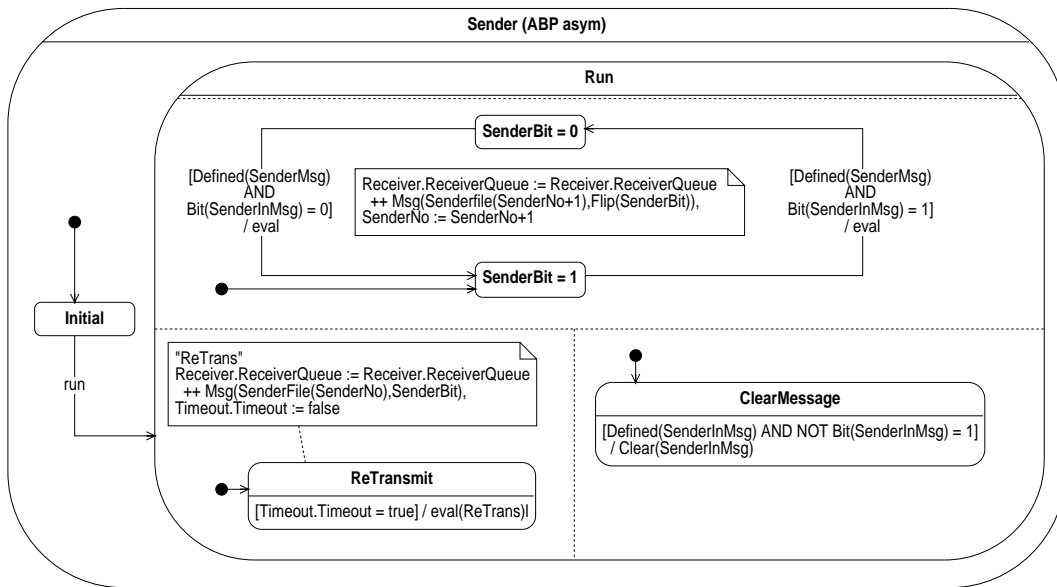 Sender (ABP asym)
Run
SenderBit = 0
[Defined(SenderMsg)
AND
Bit(SenderInMsg) = 0]
/ eval
Receiver.ReceiverQueue := Receiver.ReceiverQueue
++ Msg(Senderfile(SenderNo+1),Flip(SenderBit)),
SenderNo := SenderNo+1
[Defined(SenderMsg)
AND
Bit(SenderInMsg) = 1]
/ eval
SenderBit = 1
Initial
run
"ReTrans"
Receiver.ReceiverQueue := Receiver.ReceiverQueue
++ Msg(SenderFile(SenderNo),SenderBit),
Timeout.Timeout := false
ReTransmit
[Timeout.Timeout = true] / eval(ReTrans)l
ClearMessage
[Defined(SenderInMsg) AND NOT Bit(SenderInMsg) = 1]
/ Clear(SenderInMsg)